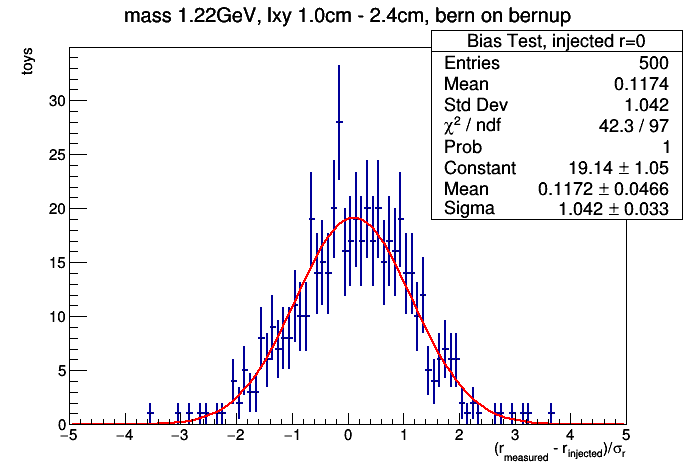 mass 1.22GeV, lxy 1.0cm - 2.4cm, bern on bernup
Bias Test, injected r=0
Entries 500
Mean 0.1174
Std Dev 1.042
χ² / ndf 42.3 / 97
Prob 1
Constant 19.14 ± 1.05
Mean 0.1172 ± 0.0466
Sigma 1.042 ± 0.033
toys
30
25
20
15
10
5
0
−5 −4 −3 −2 −1 0 1 2 3 4 5
(r_measured - r_injected)/σ_r